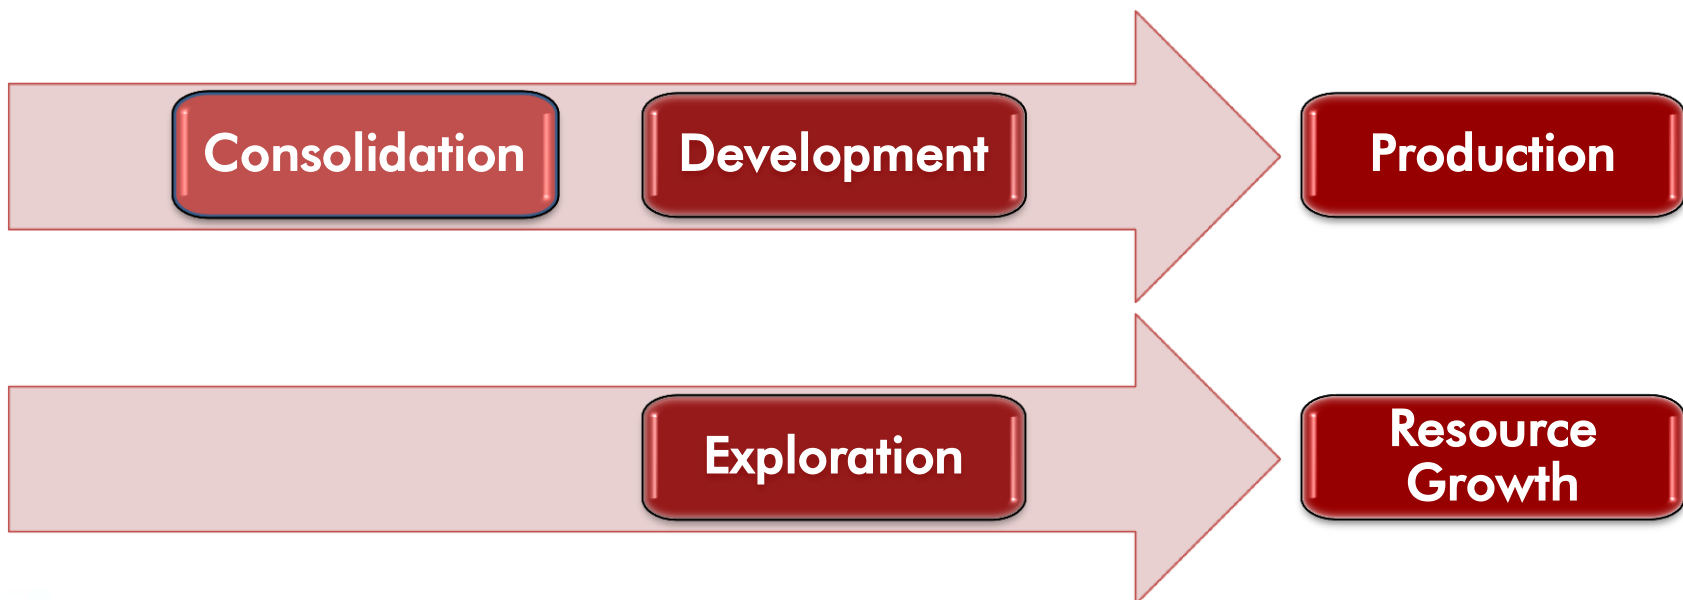 Consolidation
Development
Production
Exploration
Resource
Growth